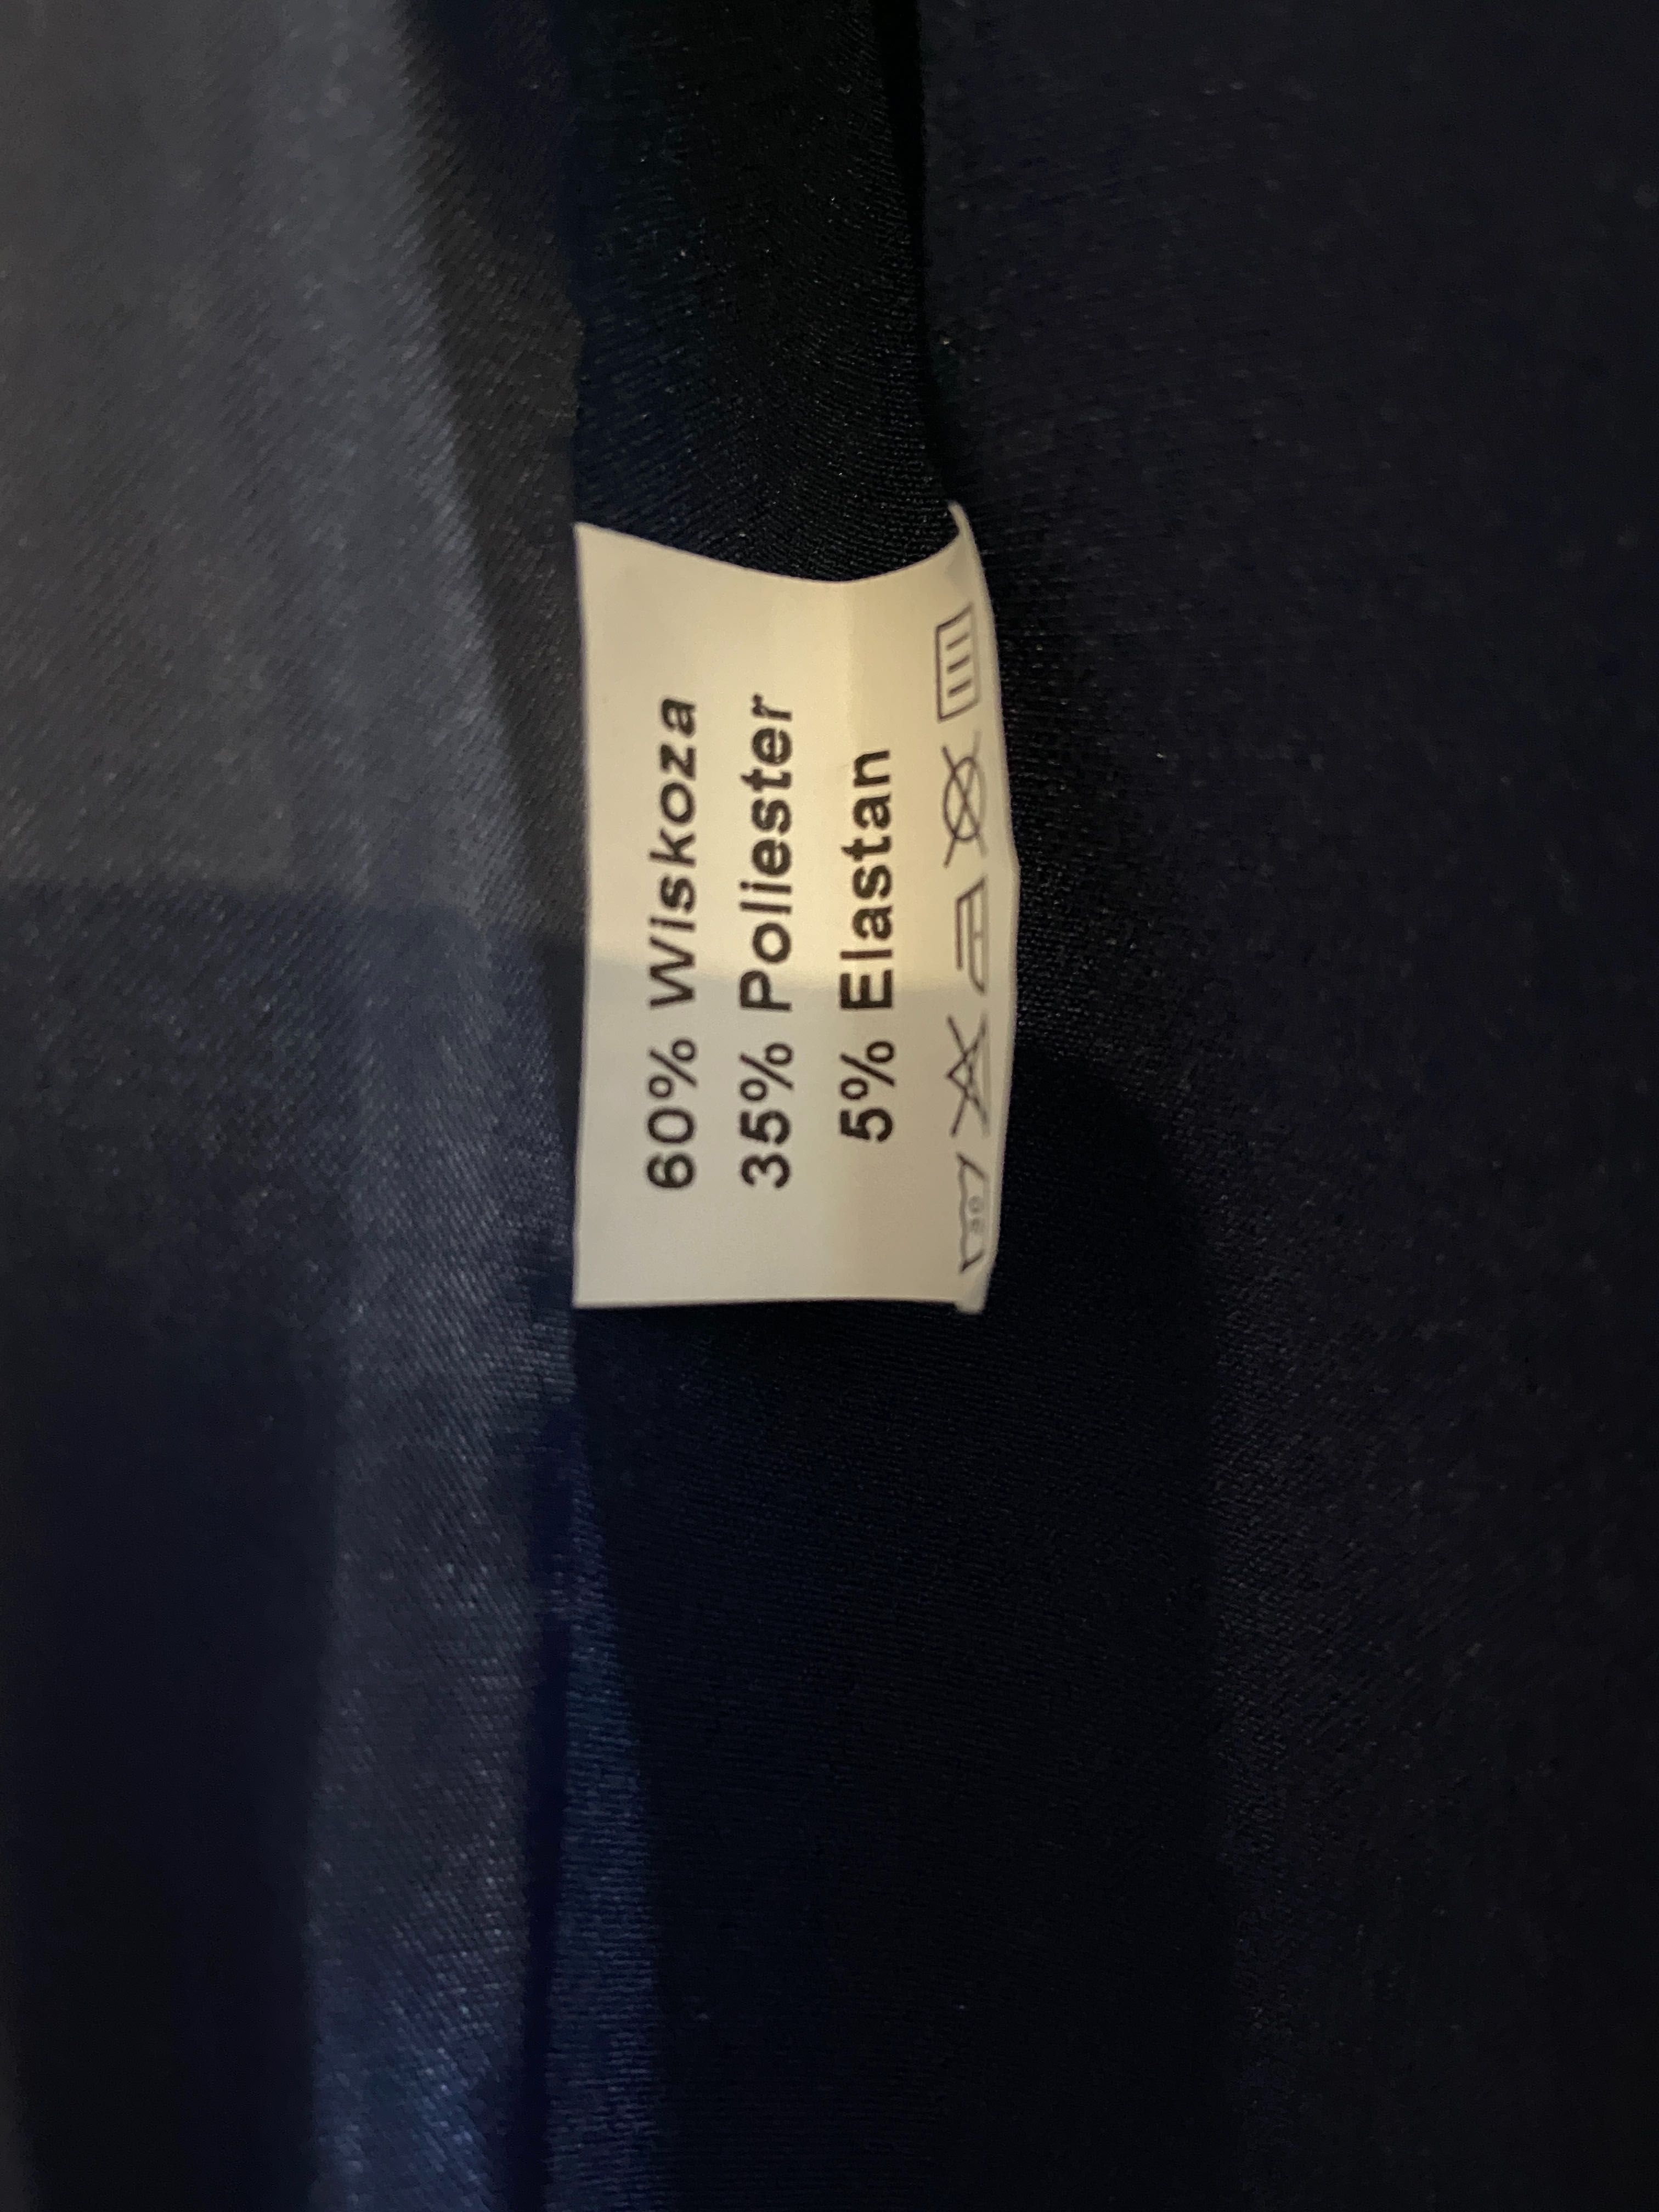 60% Wiskoza
35% Poliester
5% Elastan